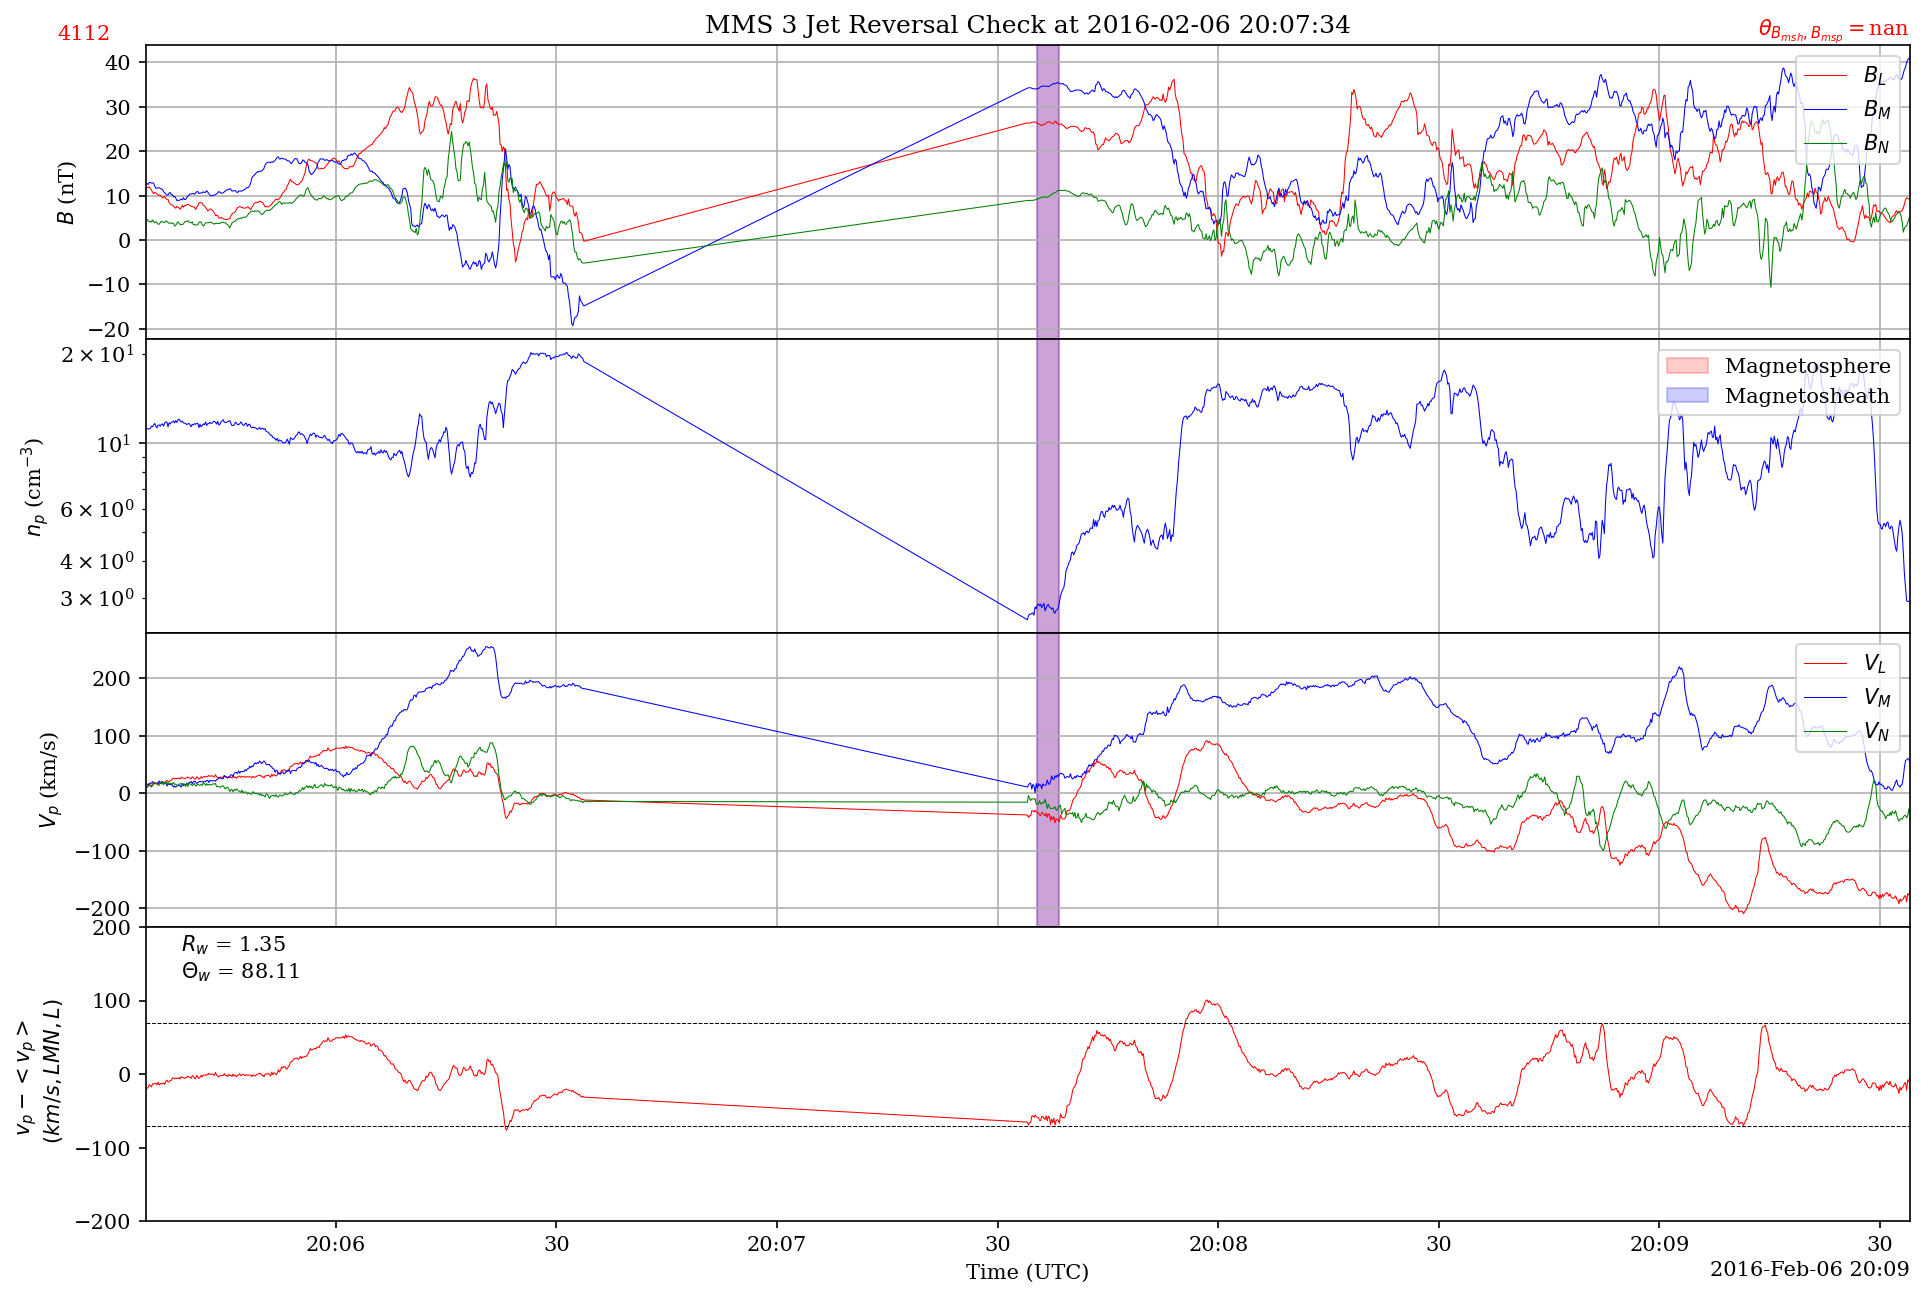 4112
MMS 3 Jet Reversal Check at 2016-02-06 20:07:34
θ_{B_{msh}, B_{msp}} = nan
B (nT)
40
30
20
10
0
−10
−20
B_L
B_M
B_N
n_p (cm^{−3})
2 × 10^1
10^1
6 × 10^0
4 × 10^0
3 × 10^0
Magnetosphere
Magnetosheath
V_p (km/s)
200
100
0
−100
−200
V_L
V_M
V_N
v_p − < v_p >
(km/s, LMN, L)
200
100
0
−100
−200
R_w = 1.35
Θ_w = 88.11
20:06 30 20:07 30 20:08 30 20:09 30
Time (UTC)
2016-Feb-06 20:09